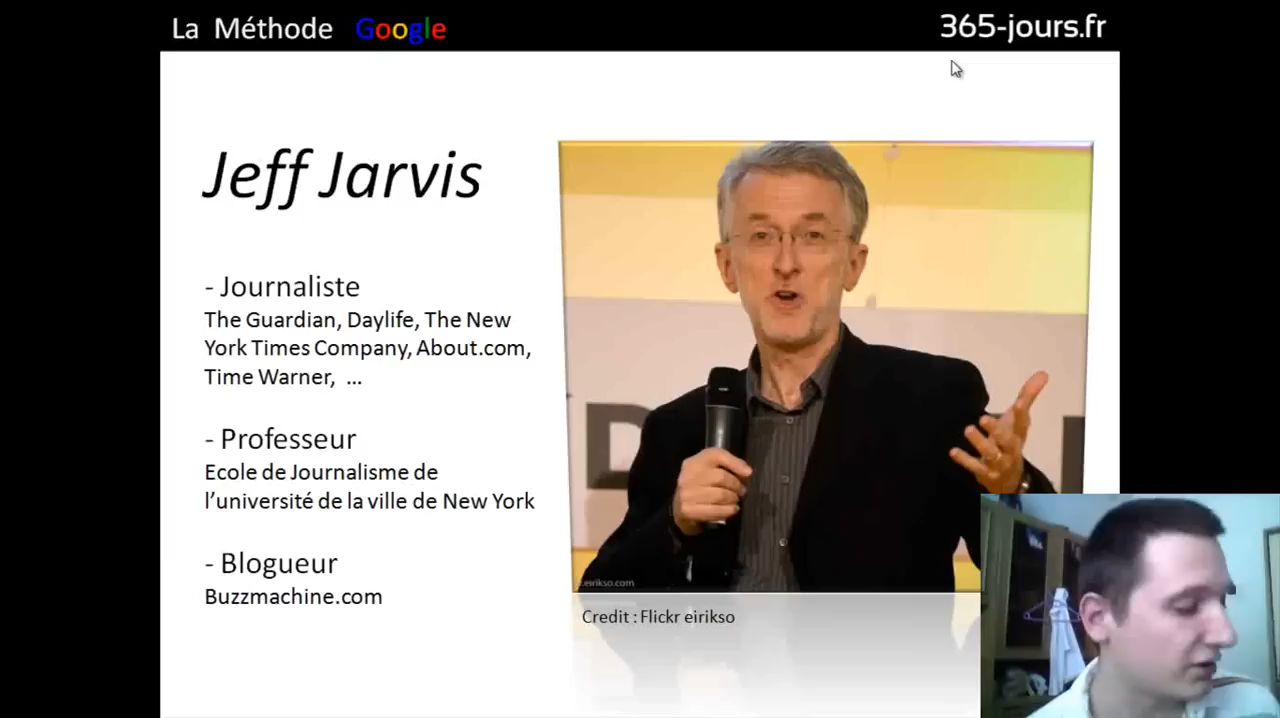 La Méthode Google
365-jours.fr
Jeff Jarvis
- Journaliste
The Guardian, Daylife, The New
York Times Company, About.com,
Time Warner, ...
- Professeur
Ecole de Journalisme de
l’université de la ville de New York
- Blogueur
Buzzmachine.com
eirikso.com
Credit : Flickr eirikso